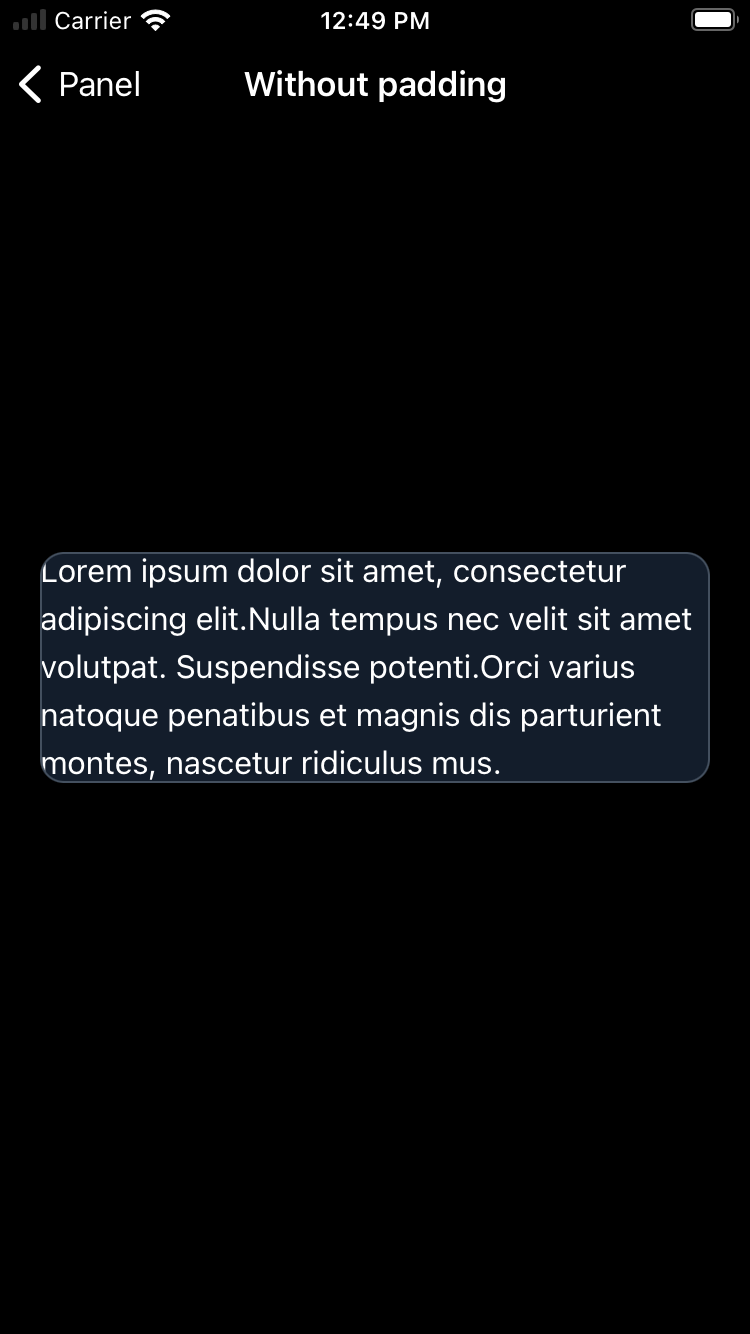 Carrier 12:49 PM
Panel Without padding
Lorem ipsum dolor sit amet, consectetur
adipiscing elit.Nulla tempus nec velit sit amet
volutpat. Suspendisse potenti.Orci varius
natoque penatibus et magnis dis parturient
montes, nascetur ridiculus mus.